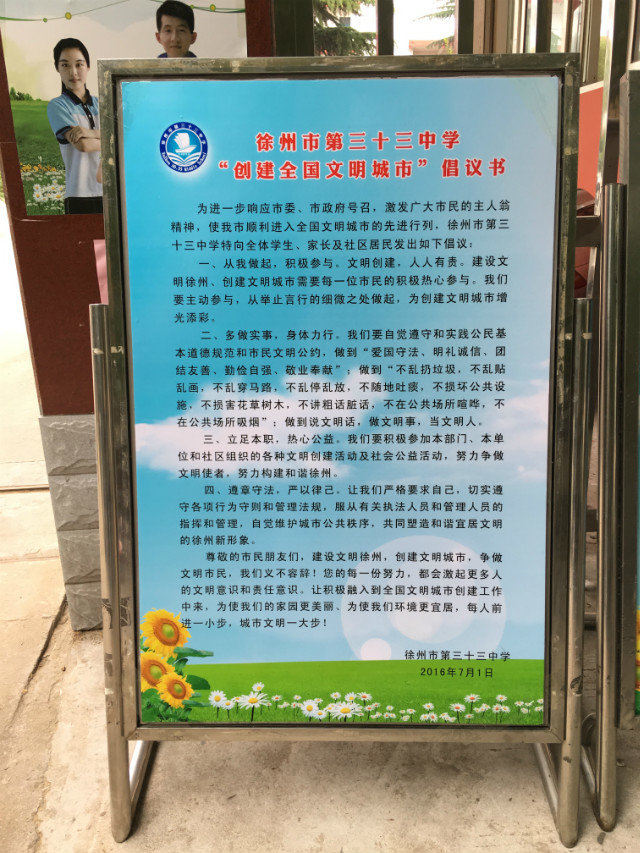 徐州市第三十三中学
“创建全国文明城市”倡议书
为进一步响应市委、市政府号召，激发广大市民的主人翁
精神，使我市顺利进入全国文明城市的先进行列，徐州市第三
十三中学特向全体学生、家长及社区居民发出如下倡议：
一、从我做起，积极参与。文明创建，人人有责。建设文
明徐州、创建文明城市需要每一位市民的积极热心参与。我们
要主动参与，从举止言行的细微之处做起，为创建文明城市增
光添彩。
二、多做实事，身体力行。我们要自觉遵守和实践公民基
本道德规范和市民文明公约，做到“爱国守法、明礼诚信、团
结友善、勤俭自强、敬业奉献”；做到“不乱扔垃圾，不乱贴
乱画，不乱穿马路，不乱停乱放，不随地吐痰，不损坏公共设
施，不损害花草树木，不讲粗话脏话，不在公共场所喧哗，不
在公共场所吸烟”；做到说文明话，做文明事，当文明人。
三、立足本职，热心公益。我们要积极参加本部门、本单
位和社区组织的各种文明创建活动及社会公益活动，努力争做
文明使者，努力构建和谐徐州。
四、遵章守法，严以律己。让我们严格要求自己，切实遵
守各项行为守则和管理法规，服从有关执法人员和管理人员的
指挥和管理，自觉维护城市公共秩序，共同塑造和谐宜居文明
的徐州新形象。
尊敬的市民朋友们，建设文明徐州，创建文明城市，争做
文明市民，我们义不容辞！您的每一份努力，都会激起更多人
的文明意识和责任意识。让积极融入到全国文明城市创建工作
中来，为使我们的家园更美丽、为使我们环境更宜居，每人前
进一小步，城市文明一大步！
徐州市第三十三中学
2016年7月1日